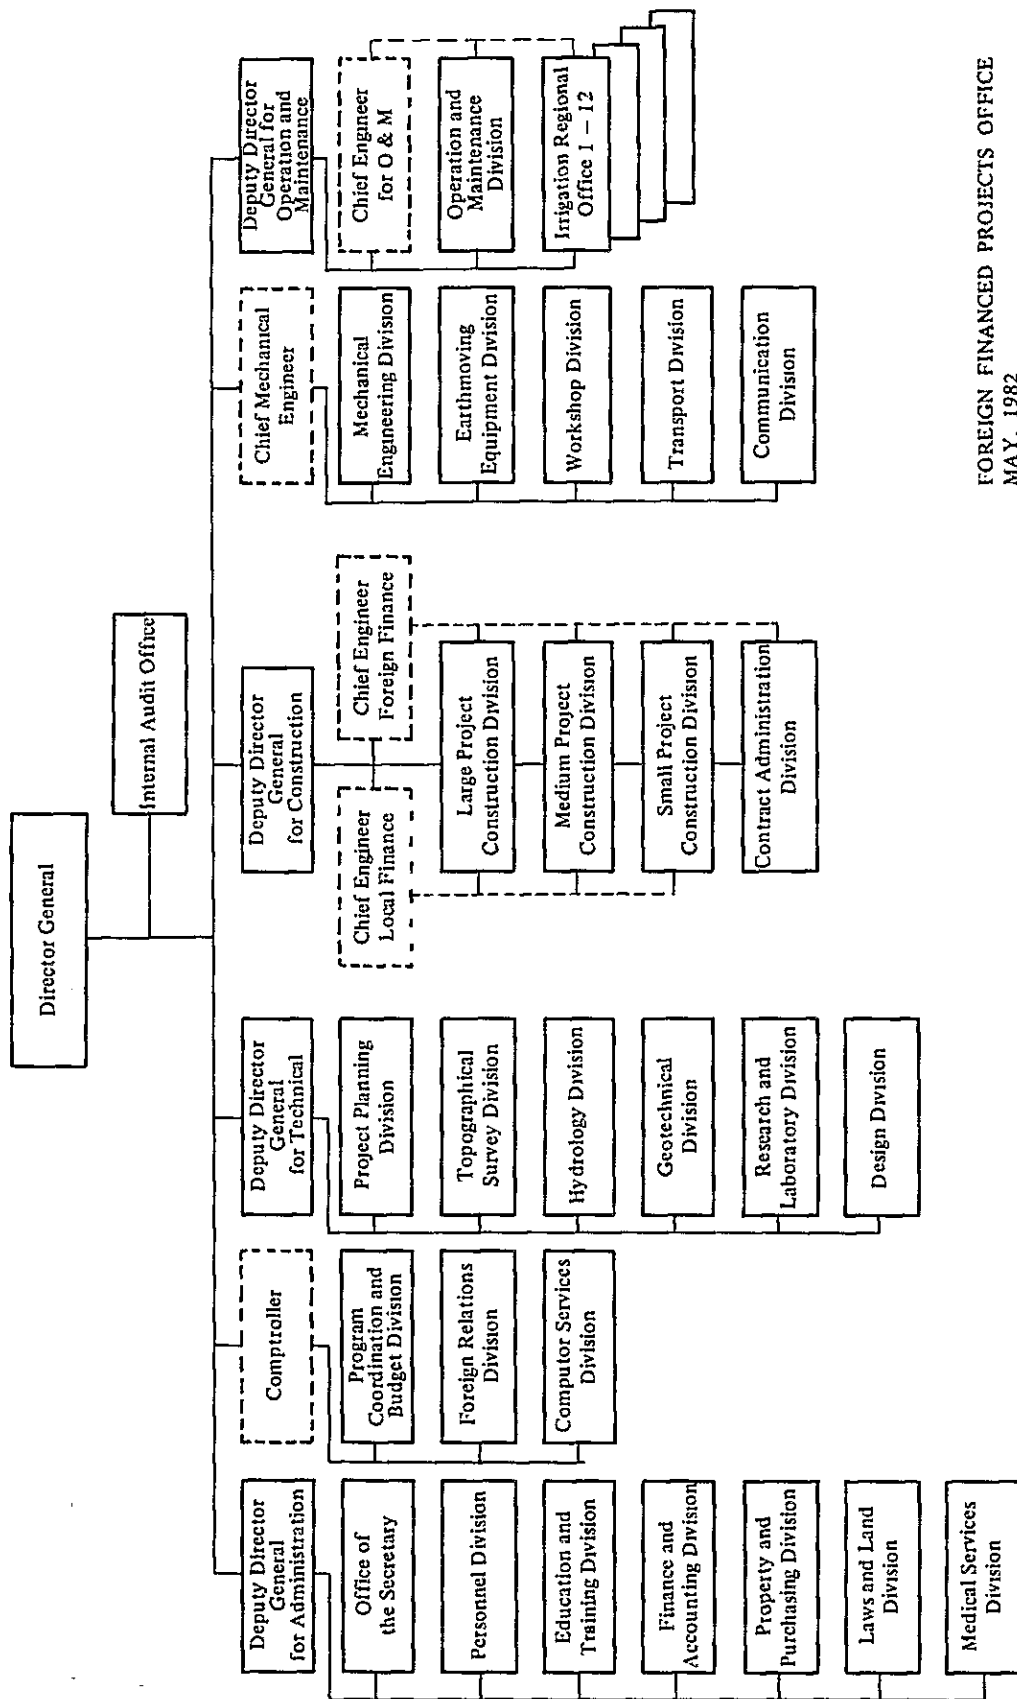 Director General
Internal Audit Office
Deputy Director
General
for Administration
Office of
the Secretary
Personnel Division
Education and
Training Division
Finance and
Accounting Division
Property and
Purchasing Division
Laws and Land
Division
Medical Services
Division
Comptroller
Program
Coordination and
Budget Division
Foreign Relations
Division
Computor Services
Division
Deputy Director
General
for Technical
Project Planning
Division
Topographical
Survey Division
Hydrology Division
Geotechnical
Division
Research and
Laboratory Division
Design Division
Deputy Director
General
for Construction
Chief Engineer
Local Finance
Chief Engineer
Foreign Finance
Large Project
Construction Division
Medium Project
Construction Division
Small Project
Construction Division
Contract Administration
Division
Chief Mechanical
Engineer
Mechanical
Engineering Division
Earthmoving
Equipment Division
Workshop Division
Transport Division
Communication
Division
Deputy Director
General for
Operation and
Maintenance
Chief Engineer
for O & M
Operation and
Maintenance
Division
Irrigation Regional
Office 1 – 12
FOREIGN FINANCED PROJECTS OFFICE
MAY, 1982